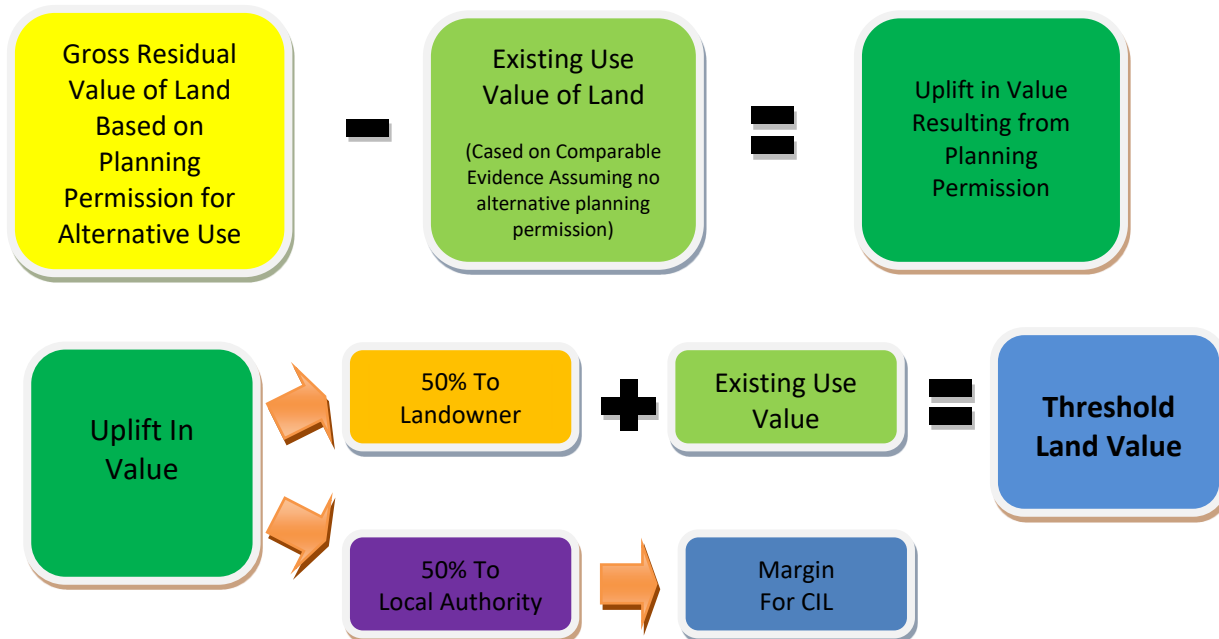 Gross Residual
Value of Land
Based on
Planning
Permission for
Alternative Use
Existing Use
Value of Land
(Cased on Comparable
Evidence Assuming no
alternative planning
permission)
Uplift in Value
Resulting from
Planning
Permission
Uplift In
Value
50% To
Landowner
Existing Use
Value
Threshold
Land Value
50% To
Local Authority
Margin
For CIL